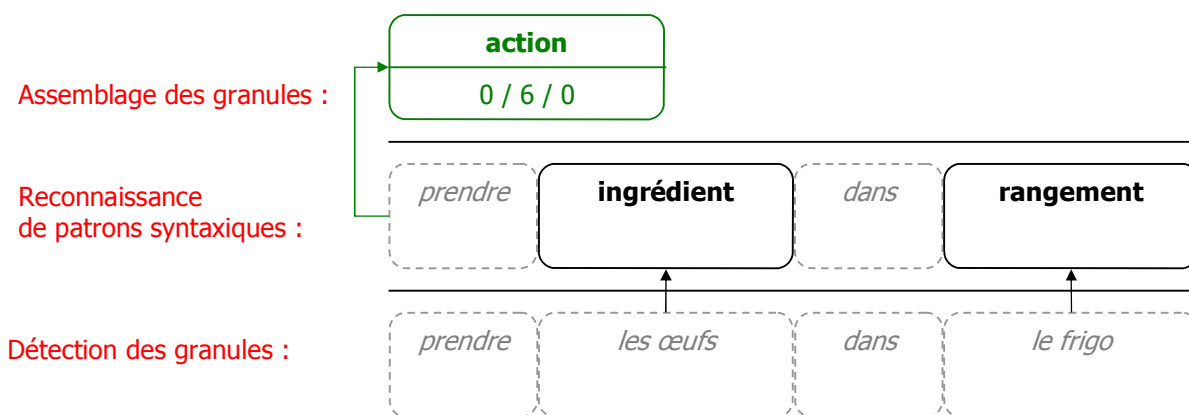 action
Assemblage des granules :
0 / 6 / 0
Reconnaissance
de patrons syntaxiques :
prendre ingrédient dans rangement
Détection des granules :
prendre les œufs dans le frigo